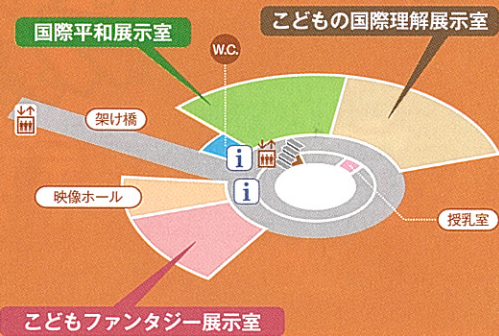 国際平和展示室
こどもの国際理解展示室
W.C.
架け橋
i
映像ホール
i
授乳室
こどもファンタジー展示室